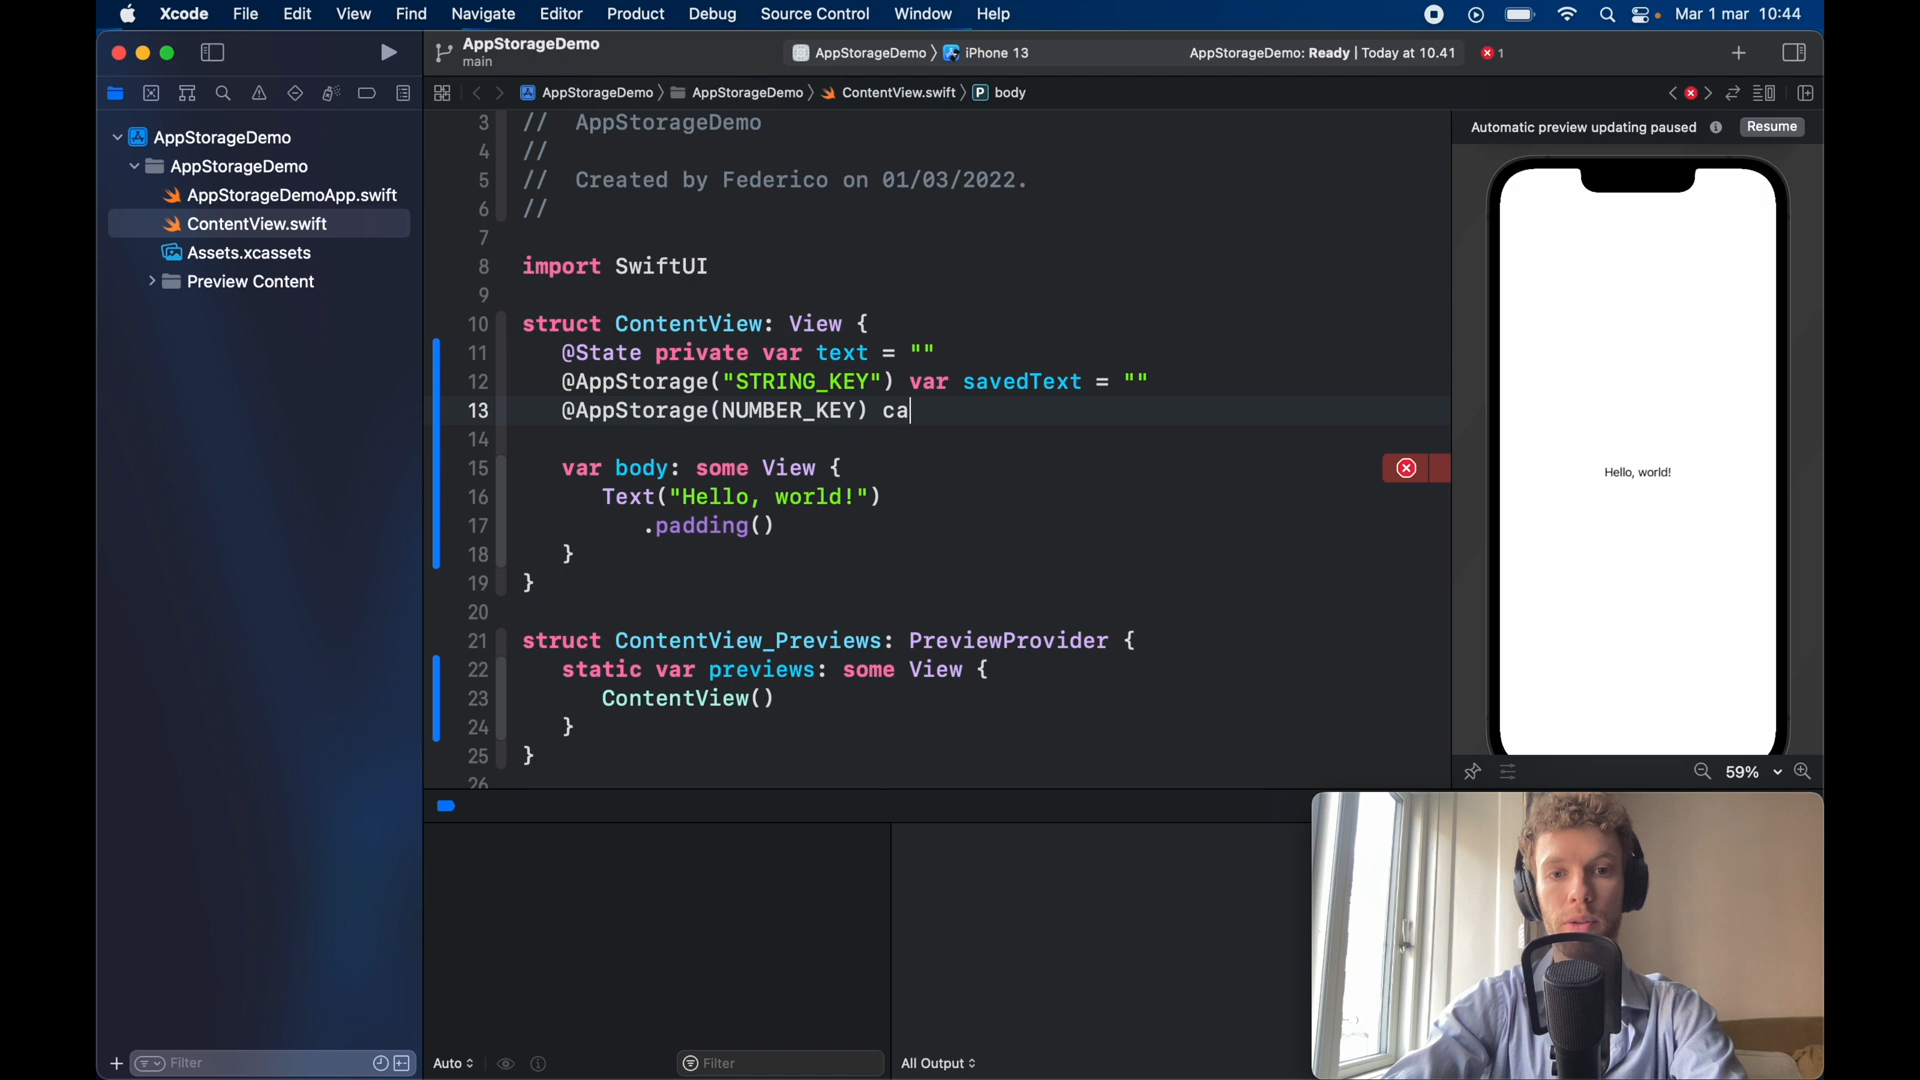 Xcode File Edit View Find Navigate Editor Product Debug Source Control Window Help
Mar 1 mar 10:44
AppStorageDemo
main
AppStorageDemo
iPhone 13
AppStorageDemo: Ready | Today at 10.41
1
AppStorageDemo
AppStorageDemo
ContentView.swift
P body
AppStorageDemo
AppStorageDemo
AppStorageDemoApp.swift
ContentView.swift
Assets.xcassets
Preview Content
3 // AppStorageDemo
4 //
5 // Created by Federico on 01/03/2022.
6 //
7
8 import SwiftUI
9
10 struct ContentView: View {
11 @State private var text = ""
12 @AppStorage("STRING_KEY") var savedText = ""
13 @AppStorage(NUMBER_KEY) ca
14
15 var body: some View {
16 Text("Hello, world!")
17 .padding()
18 }
19 }
20
21 struct ContentView_Previews: PreviewProvider {
22 static var previews: some View {
23 ContentView()
24 }
25 }
26
Automatic preview updating paused
Resume
Hello, world!
59%
Filter
Auto
Filter
All Output